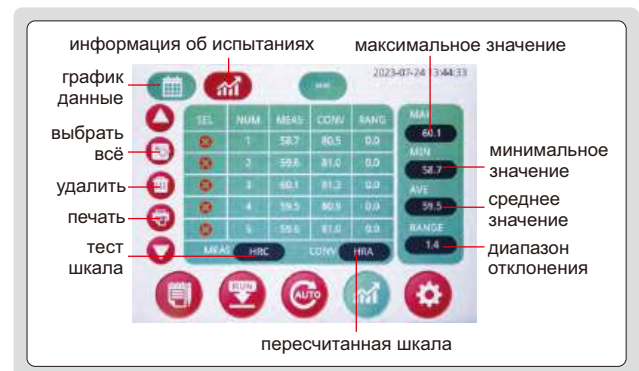 информация об испытаниях
максимальное значение
график данные
2023-07-24 13:44:33
выбрать всё
удалить
печать
тест шкала
SEL NUM MEAS CONV RANG
1 58.7 80.5 0.0
2 59.6 81.0 0.0
3 60.1 81.3 0.0
4 59.5 80.9 0.0
5 59.6 81.0 0.0
MEAS HRC CONV HRA
MAX
60.1
MIN
58.7
AVE
59.5
RANGE
1.4
минимальное значение
среднее значение
диапазон отклонения
RUN
AUTO
пересчитанная шкала